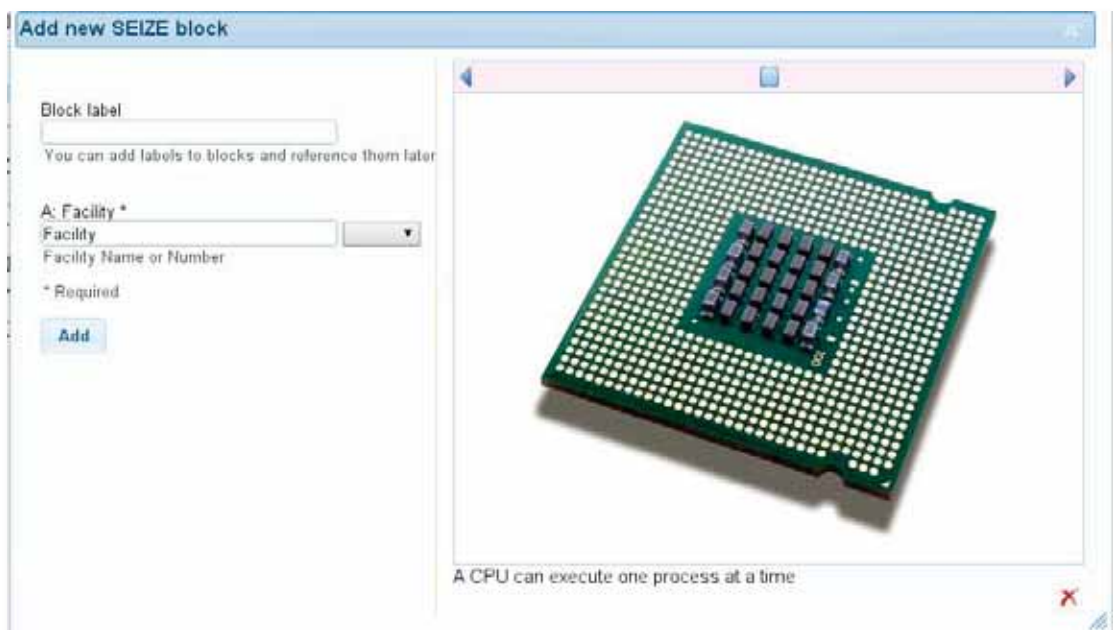 Add new SEIZE block
Block label
You can add labels to blocks and reference them later
A: Facility *
Facility
Facility Name or Number
* Required
Add
A CPU can execute one process at a time